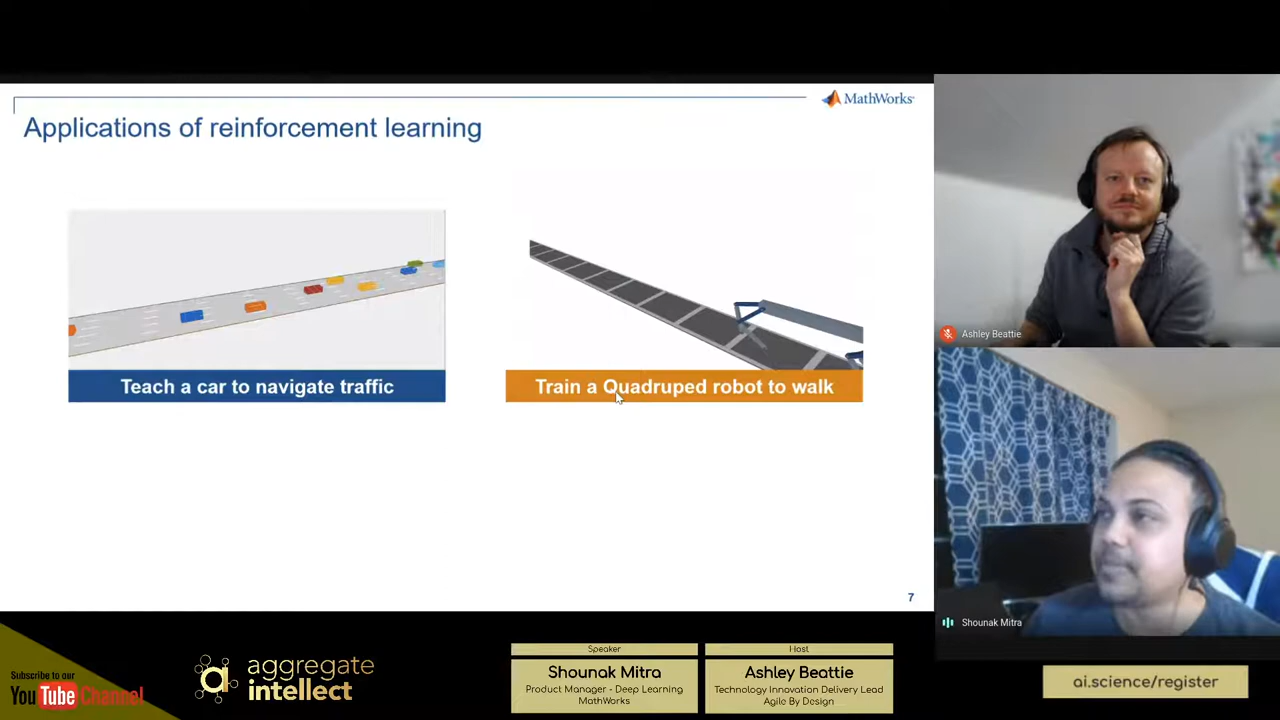 MathWorks®
Applications of reinforcement learning
Teach a car to navigate traffic
Train a Quadruped robot to walk
7
Ashley Beattie
Shounak Mitra
Subscribe to our
YouTube Channel
a
aggregate
intellect
Speaker
Shounak Mitra
Product Manager - Deep Learning
MathWorks
Host
Ashley Beattie
Technology Innovation Delivery Lead
Agile By Design
ai.science/register